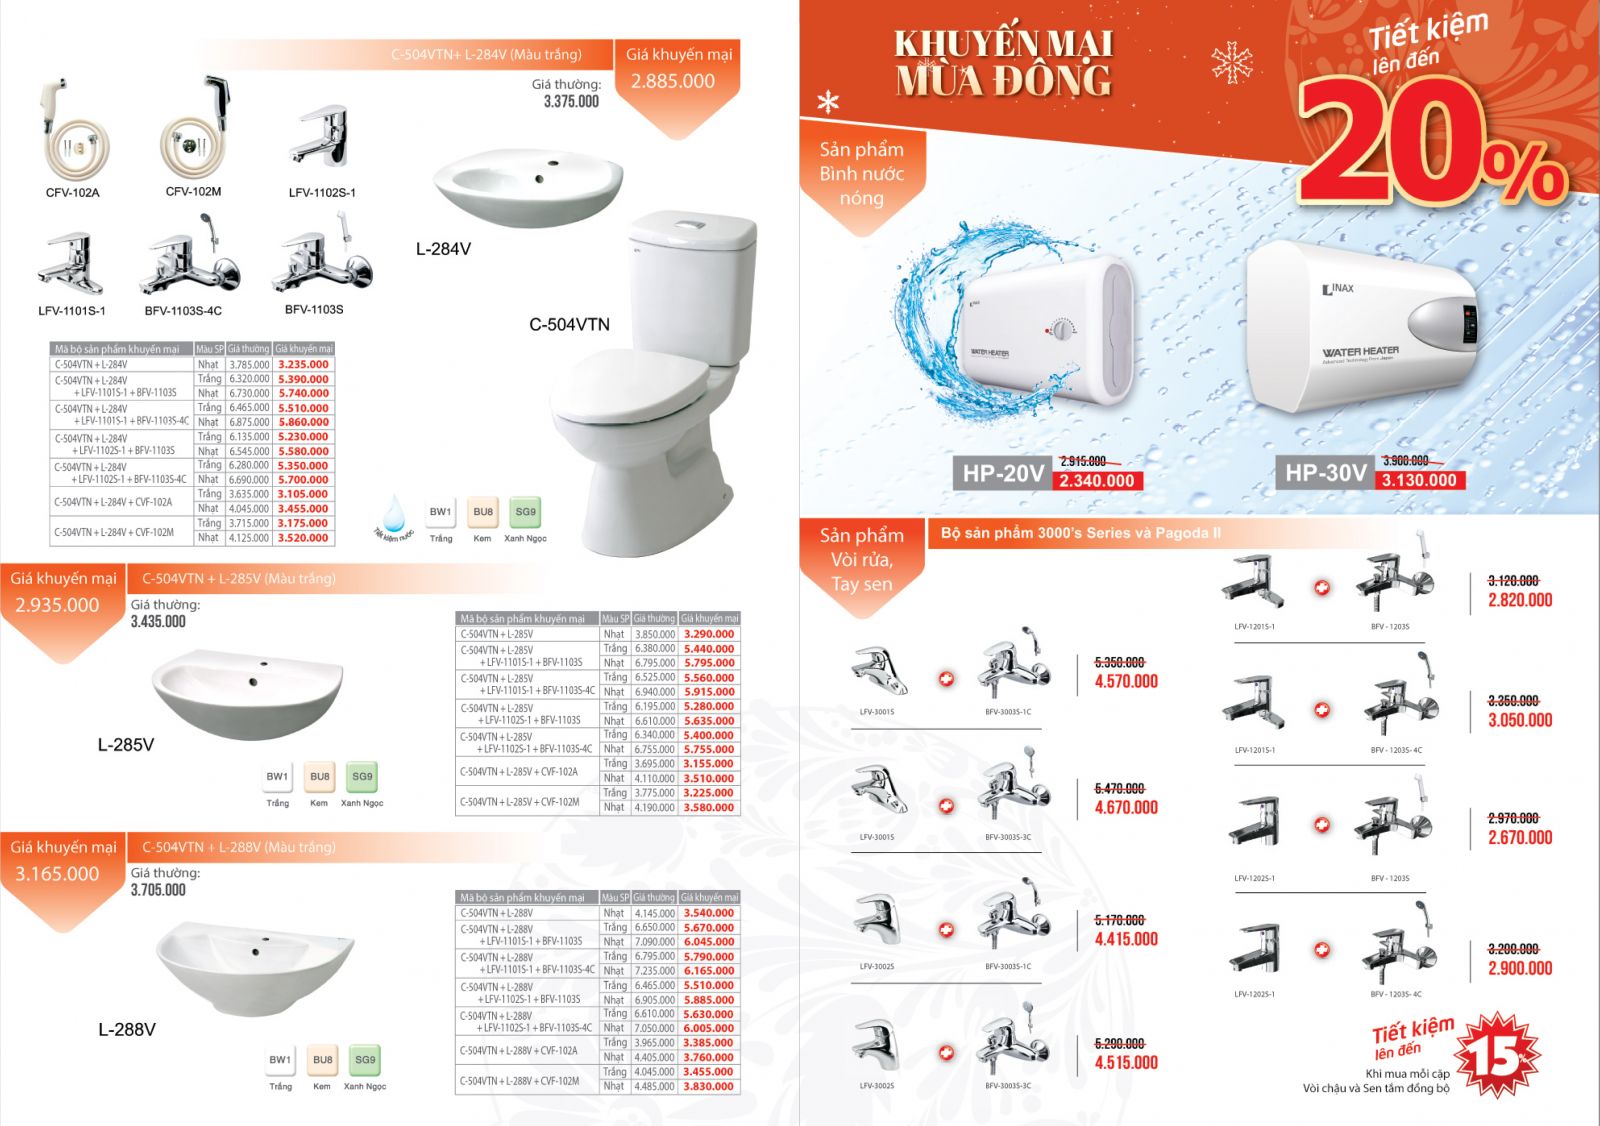 C-504VTN+ L-284V (Màu trắng)
Giá khuyến mại
2.885.000
Giá thường:
3.375.000
CFV-102A
CFV-102M
LFV-1102S-1
LFV-1101S-1
BFV-1103S-4C
BFV-1103S
L-284V
C-504VTN
Mã bộ sản phẩm khuyến mại Màu SP Giá thường Giá khuyến mại
C-504VTN + L-284V Nhạt 3.785.000 3.235.000
C-504VTN + L-284V Trắng 6.320.000 5.390.000
+ LFV-1101S-1 + BFV-1103S Nhạt 6.730.000 5.740.000
C-504VTN + L-284V Trắng 6.465.000 5.510.000
+ LFV-1101S-1 + BFV-1103S-4C Nhạt 6.875.000 5.860.000
C-504VTN + L-284V Trắng 6.135.000 5.230.000
+ LFV-1102S-1 + BFV-1103S Nhạt 6.545.000 5.580.000
C-504VTN + L-284V Trắng 6.280.000 5.350.000
+ LFV-1102S-1 + BFV-1103S-4C Nhạt 6.690.000 5.700.000
C-504VTN + L-284V + CVF-102A Trắng 3.635.000 3.105.000
Nhạt 4.045.000 3.455.000
C-504VTN + L-284V + CVF-102M Trắng 3.715.000 3.175.000
Nhạt 4.125.000 3.520.000
Tiết kiệm nước
BW1 BU8 SG9
Trắng Kem Xanh Ngọc
Giá khuyến mại
2.935.000
C-504VTN + L-285V (Màu trắng)
Giá thường:
3.435.000
L-285V
BW1 BU8 SG9
Trắng Kem Xanh Ngọc
Mã bộ sản phẩm khuyến mại Màu SP Giá thường Giá khuyến mại
C-504VTN + L-285V Nhạt 3.850.000 3.290.000
C-504VTN + L-285V Trắng 6.380.000 5.440.000
+ LFV-1101S-1 + BFV-1103S Nhạt 6.795.000 5.795.000
C-504VTN + L-285V Trắng 6.525.000 5.560.000
+ LFV-1101S-1 + BFV-1103S-4C Nhạt 6.940.000 5.915.000
C-504VTN + L-285V Trắng 6.195.000 5.280.000
+ LFV-1102S-1 + BFV-1103S Nhạt 6.610.000 5.635.000
C-504VTN + L-285V Trắng 6.340.000 5.400.000
+ LFV-1102S-1 + BFV-1103S-4C Nhạt 6.755.000 5.755.000
C-504VTN + L-285V + CVF-102A Trắng 3.695.000 3.155.000
Nhạt 4.110.000 3.510.000
C-504VTN + L-285V + CVF-102M Trắng 3.775.000 3.225.000
Nhạt 4.190.000 3.580.000
Giá khuyến mại
3.165.000
C-504VTN + L-288V (Màu trắng)
Giá thường:
3.705.000
L-288V
BW1 BU8 SG9
Trắng Kem Xanh Ngọc
Mã bộ sản phẩm khuyến mại Màu SP Giá thường Giá khuyến mại
C-504VTN + L-288V Nhạt 4.145.000 3.540.000
C-504VTN + L-288V Trắng 6.650.000 5.670.000
+ LFV-1101S-1 + BFV-1103S Nhạt 7.090.000 6.045.000
C-504VTN + L-288V Trắng 6.795.000 5.790.000
+ LFV-1101S-1 + BFV-1103S-4C Nhạt 7.235.000 6.165.000
C-504VTN + L-288V Trắng 6.465.000 5.510.000
+ LFV-1102S-1 + BFV-1103S Nhạt 6.905.000 5.885.000
C-504VTN + L-288V Trắng 6.610.000 5.630.000
+ LFV-1102S-1 + BFV-1103S-4C Nhạt 7.050.000 6.005.000
C-504VTN + L-288V + CVF-102A Trắng 3.965.000 3.385.000
Nhạt 4.405.000 3.760.000
C-504VTN + L-288V + CVF-102M Trắng 4.045.000 3.455.000
Nhạt 4.485.000 3.830.000
KHUYẾN MẠI
MÙA ĐÔNG
Tiết kiệm
lên đến
20%
Sản phẩm
Bình nước
nóng
INAX
WATER HEATER
INAX
WATER HEATER
Advanced Technology From Japan
HP-20V
2.915.000
2.340.000
HP-30V
3.900.000
3.130.000
Sản phẩm
Vòi rửa,
Tay sen
Bộ sản phẩm 3000's Series và Pagoda II
LFV-3001S
BFV-3003S-1C
5.350.000
4.570.000
LFV-3001S
BFV-3003S-3C
5.470.000
4.670.000
LFV-3002S
BFV-3003S-1C
5.170.000
4.415.000
LFV-3002S
BFV-3003S-3C
5.290.000
4.515.000
LFV-1201S-1
BFV - 1203S
3.120.000
2.820.000
LFV-1201S-1
BFV - 1203S- 4C
3.350.000
3.050.000
LFV-1202S-1
BFV - 1203S
2.970.000
2.670.000
LFV-1202S-1
BFV - 1203S- 4C
3.200.000
2.900.000
Tiết kiệm
lên đến
15%
Khi mua mỗi cặp
Vòi chậu và Sen tắm đồng bộ